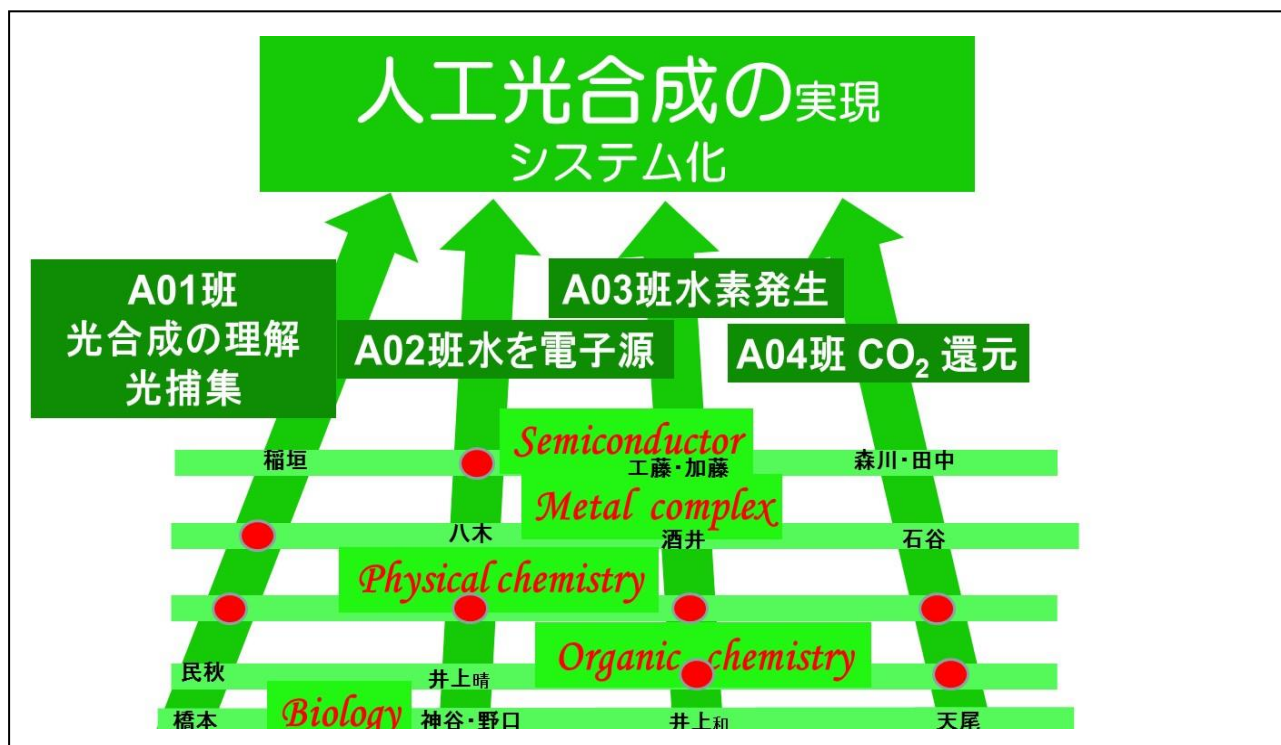 人工光合成の実現
システム化
A01班
光合成の理解
光捕集
A02班水を電子源
A03班水素発生
A04班 CO₂ 還元
Semiconductor
稲垣
工藤・加藤
森川・田中
Metal complex
八木
酒井
石谷
Physical chemistry
Organic chemistry
民秋
井上晴
Biology
橋本
神谷・野口
井上和
天尾